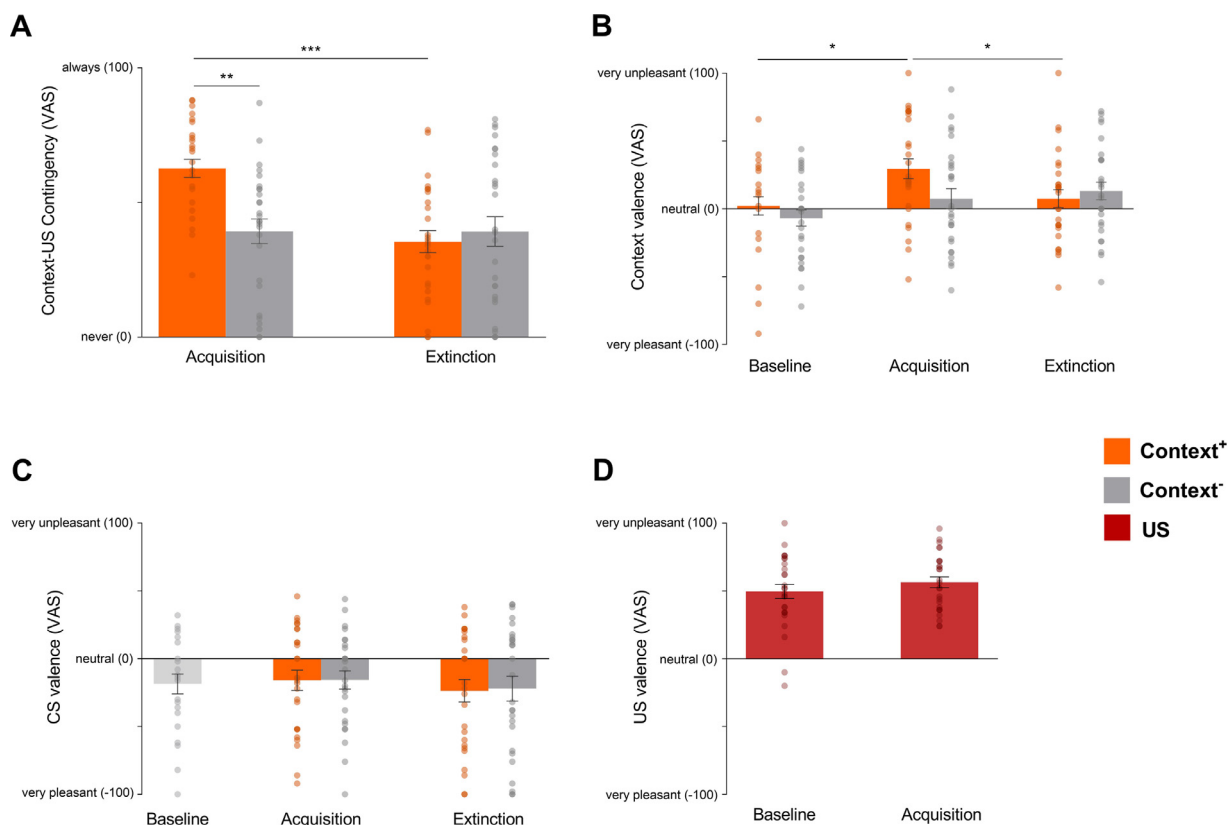 A
***
**
always (100)
Context-US Contingency (VAS)
never (0)
Acquisition
Extinction
B
*
*
very unpleasant (100)
Context valence (VAS)
neutral (0)
very pleasant (-100)
Baseline
Acquisition
Extinction
C
very unpleasant (100)
CS valence (VAS)
neutral (0)
very pleasant (-100)
Baseline
Acquisition
Extinction
D
very unpleasant (100)
US valence (VAS)
neutral (0)
very pleasant (-100)
Baseline
Acquisition
Context⁺
Context⁻
US